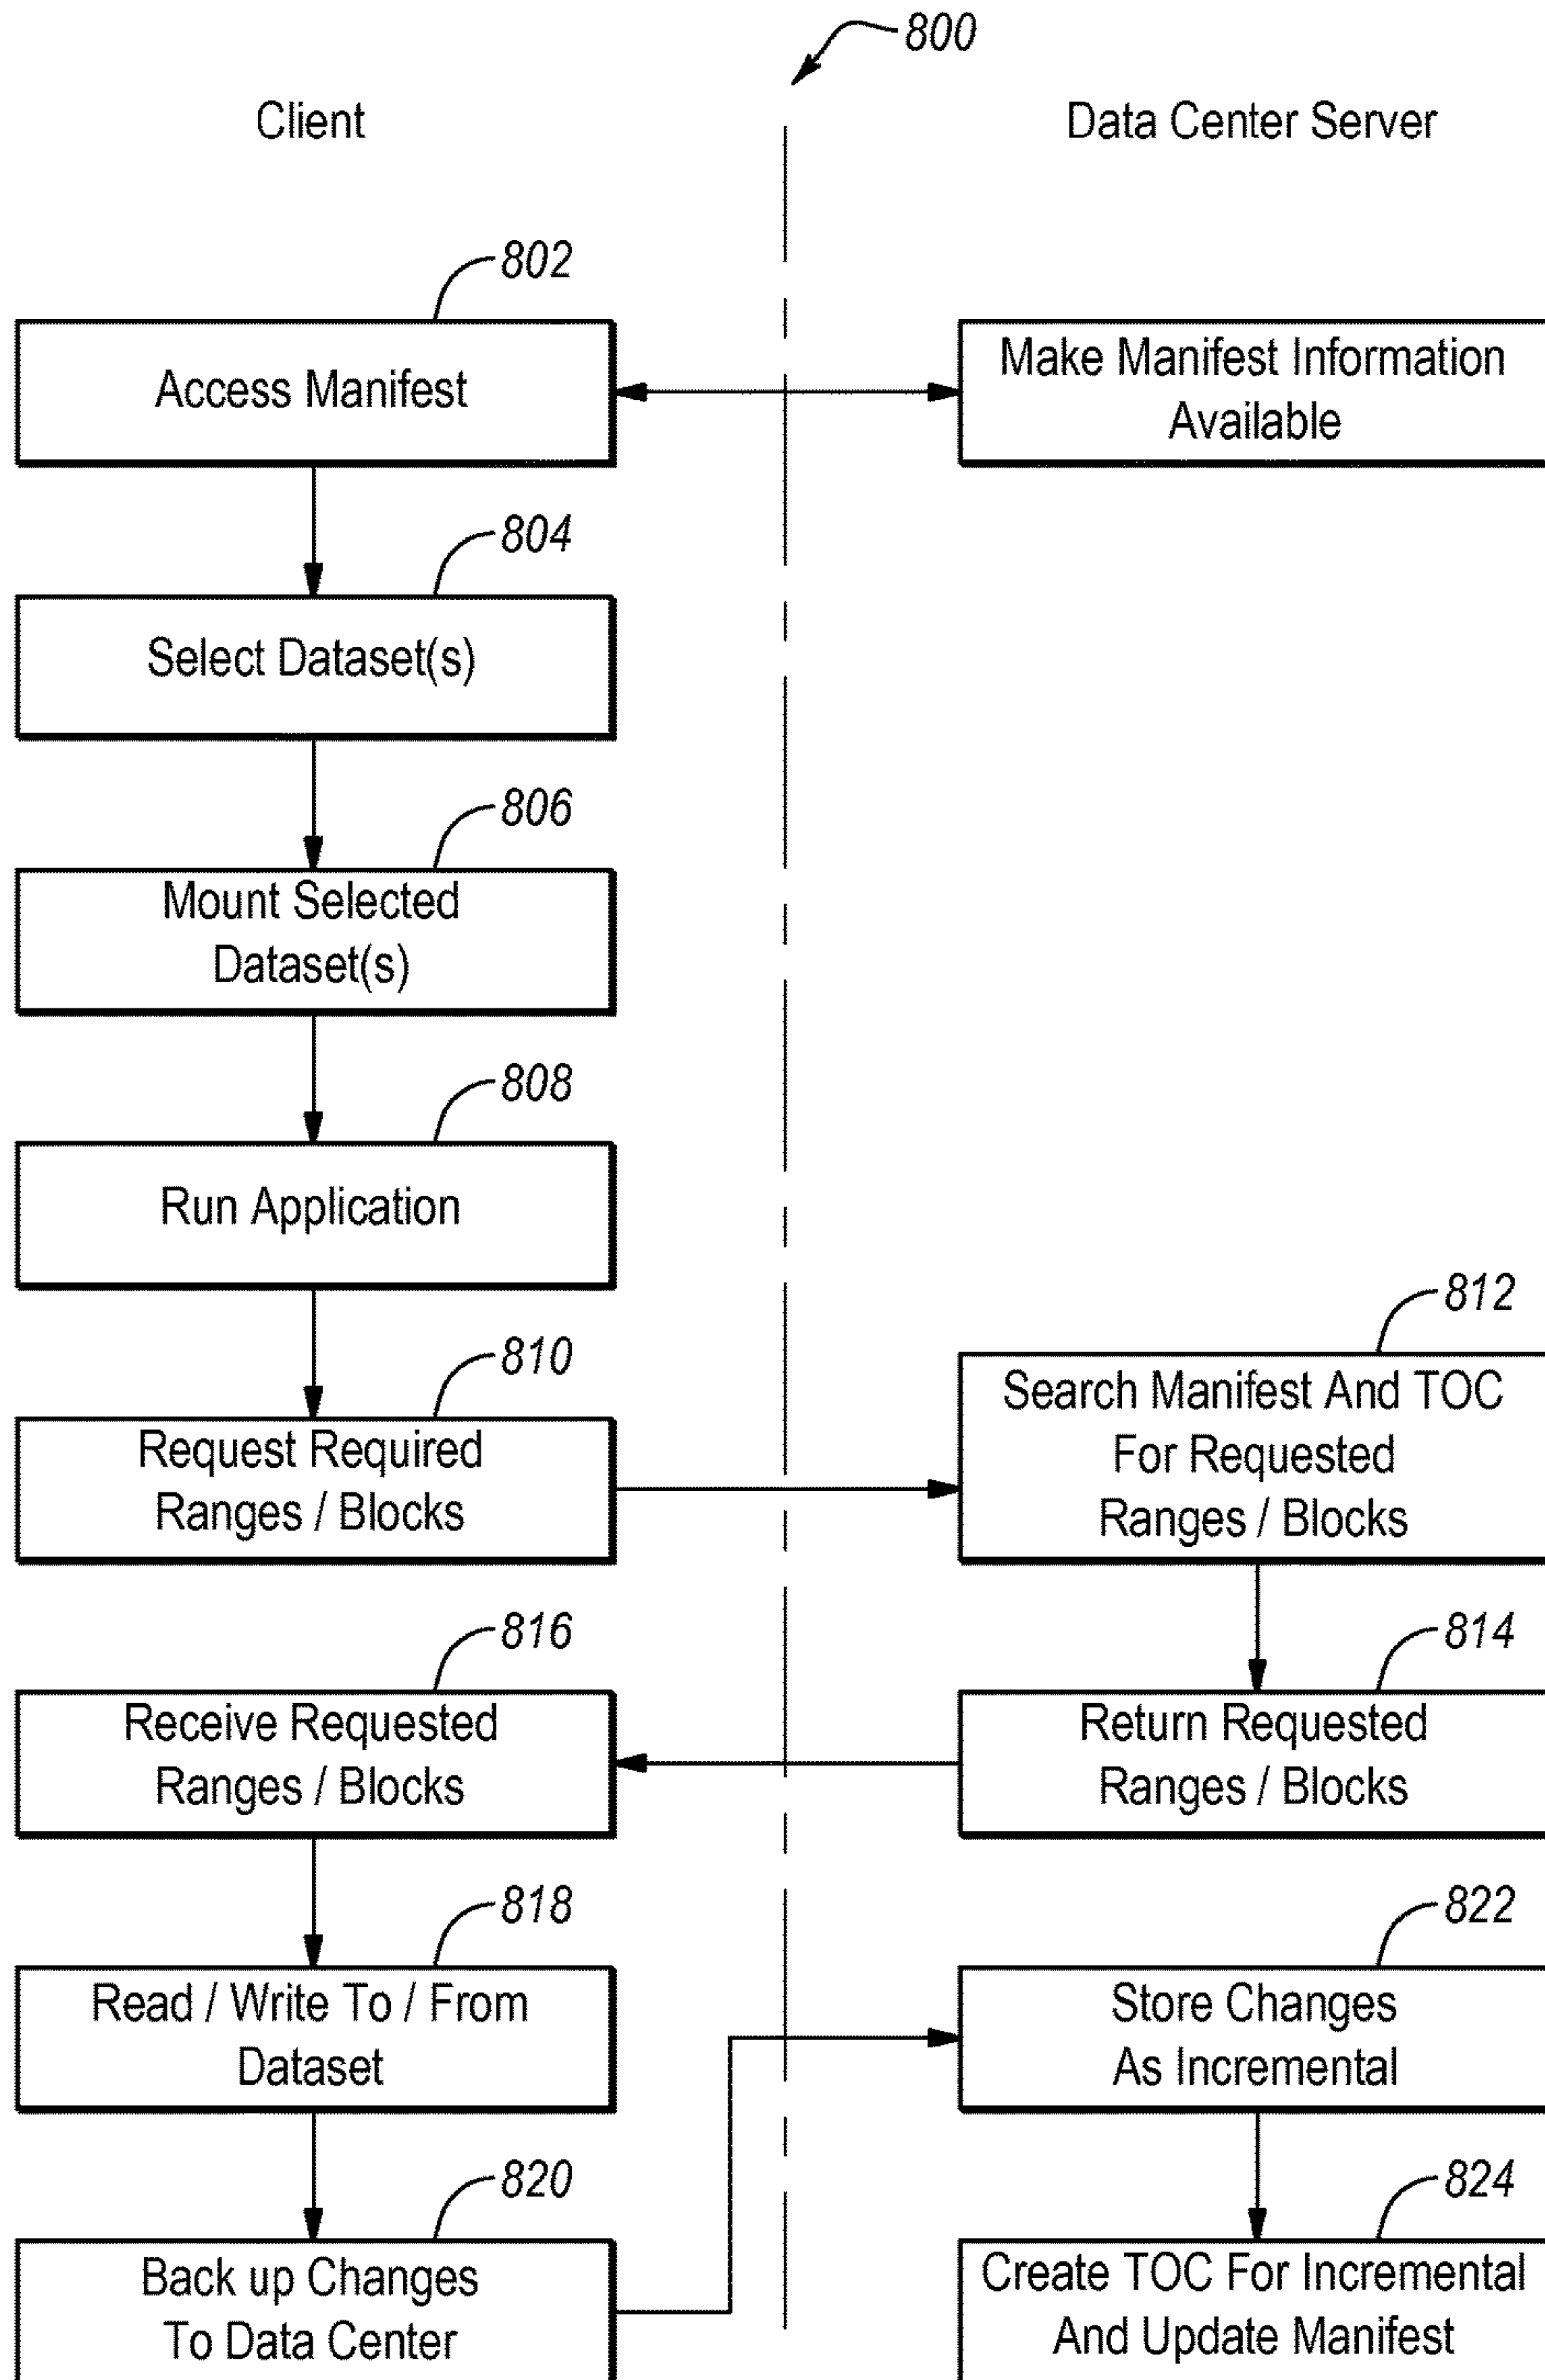 800
Client
Data Center Server
802
Access Manifest
Make Manifest Information
Available
804
Select Dataset(s)
806
Mount Selected
Dataset(s)
808
Run Application
810
Request Required
Ranges / Blocks
812
Search Manifest And TOC
For Requested
Ranges / Blocks
814
Return Requested
Ranges / Blocks
816
Receive Requested
Ranges / Blocks
818
Read / Write To / From
Dataset
820
Back up Changes
To Data Center
822
Store Changes
As Incremental
824
Create TOC For Incremental
And Update Manifest